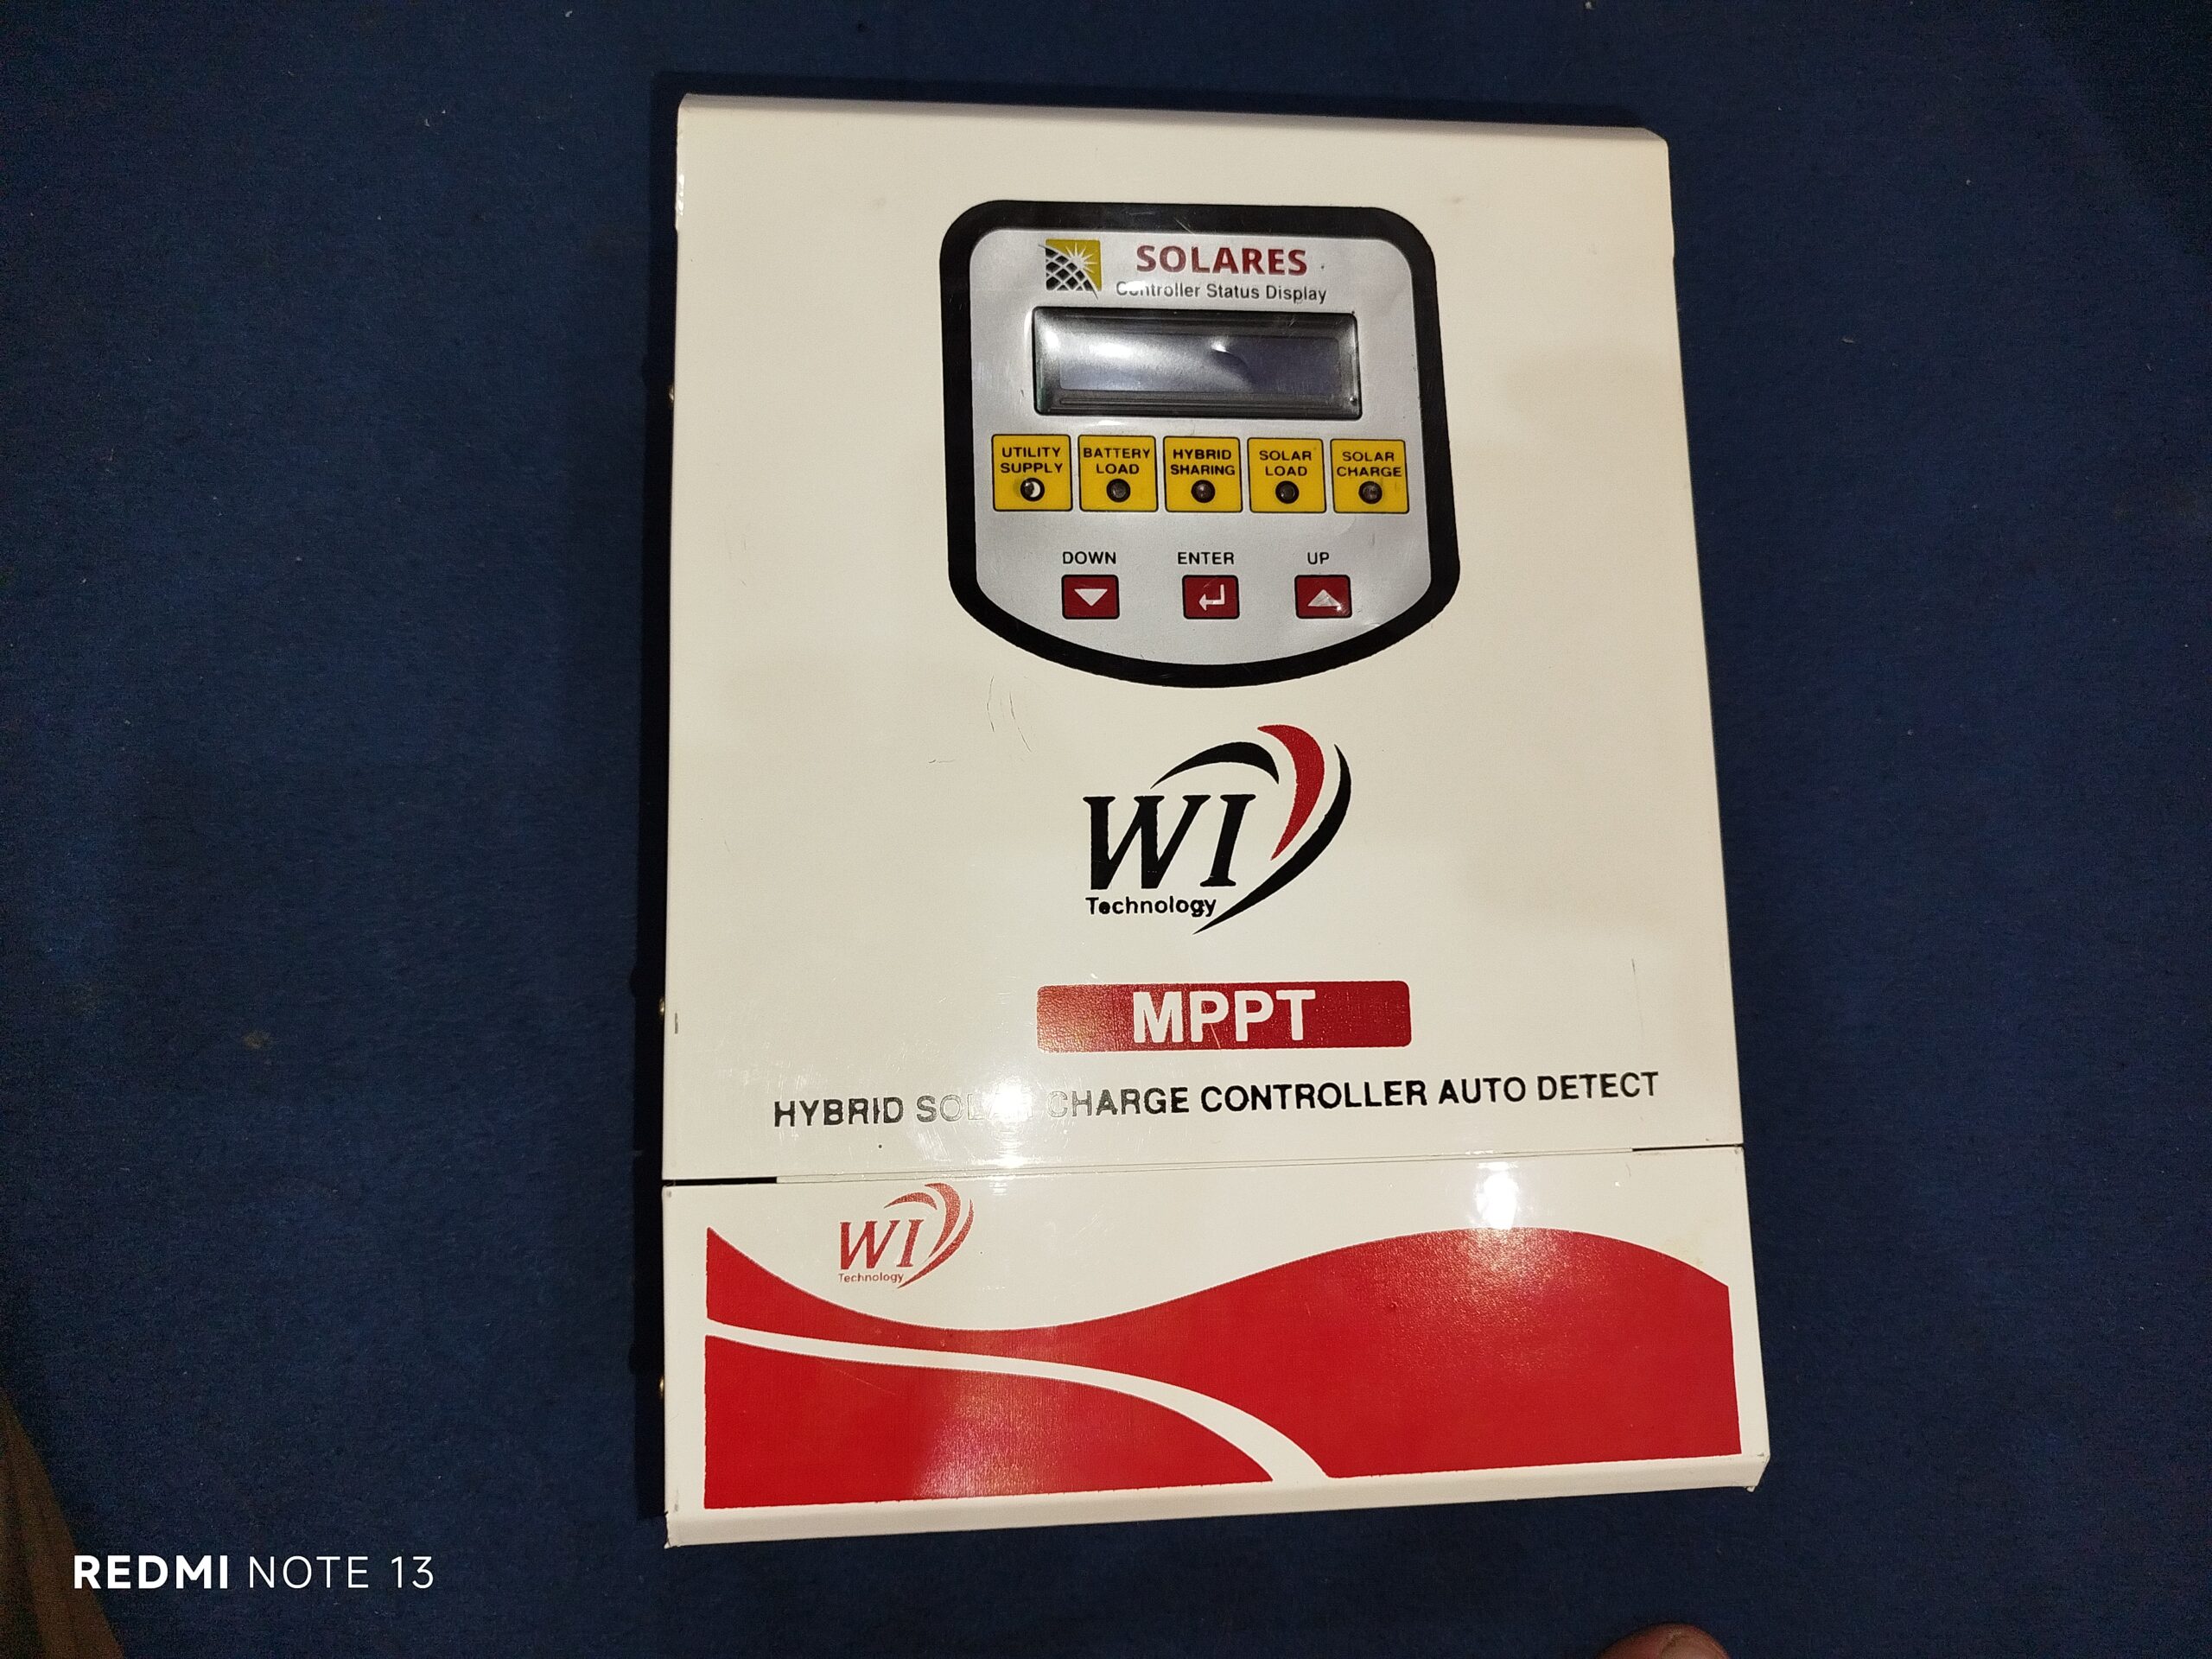 SOLARES
Controller Status Display
UTILITY SUPPLY
BATTERY LOAD
HYBRID SHARING
SOLAR LOAD
SOLAR CHARGE
DOWN ENTER UP
WI
Technology
MPPT
HYBRID SOLAR CHARGE CONTROLLER AUTO DETECT
WI
Technology
REDMI NOTE 13